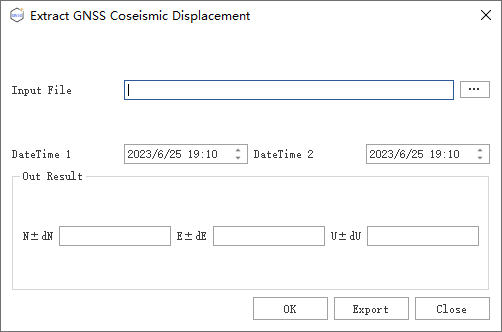 Extract GNSS Coseismic Displacement
Input File ...
DateTime 1 2023/6/25 19:10 DateTime 2 2023/6/25 19:10
Out Result
N±dN E±dE U±dU
OK Export Close